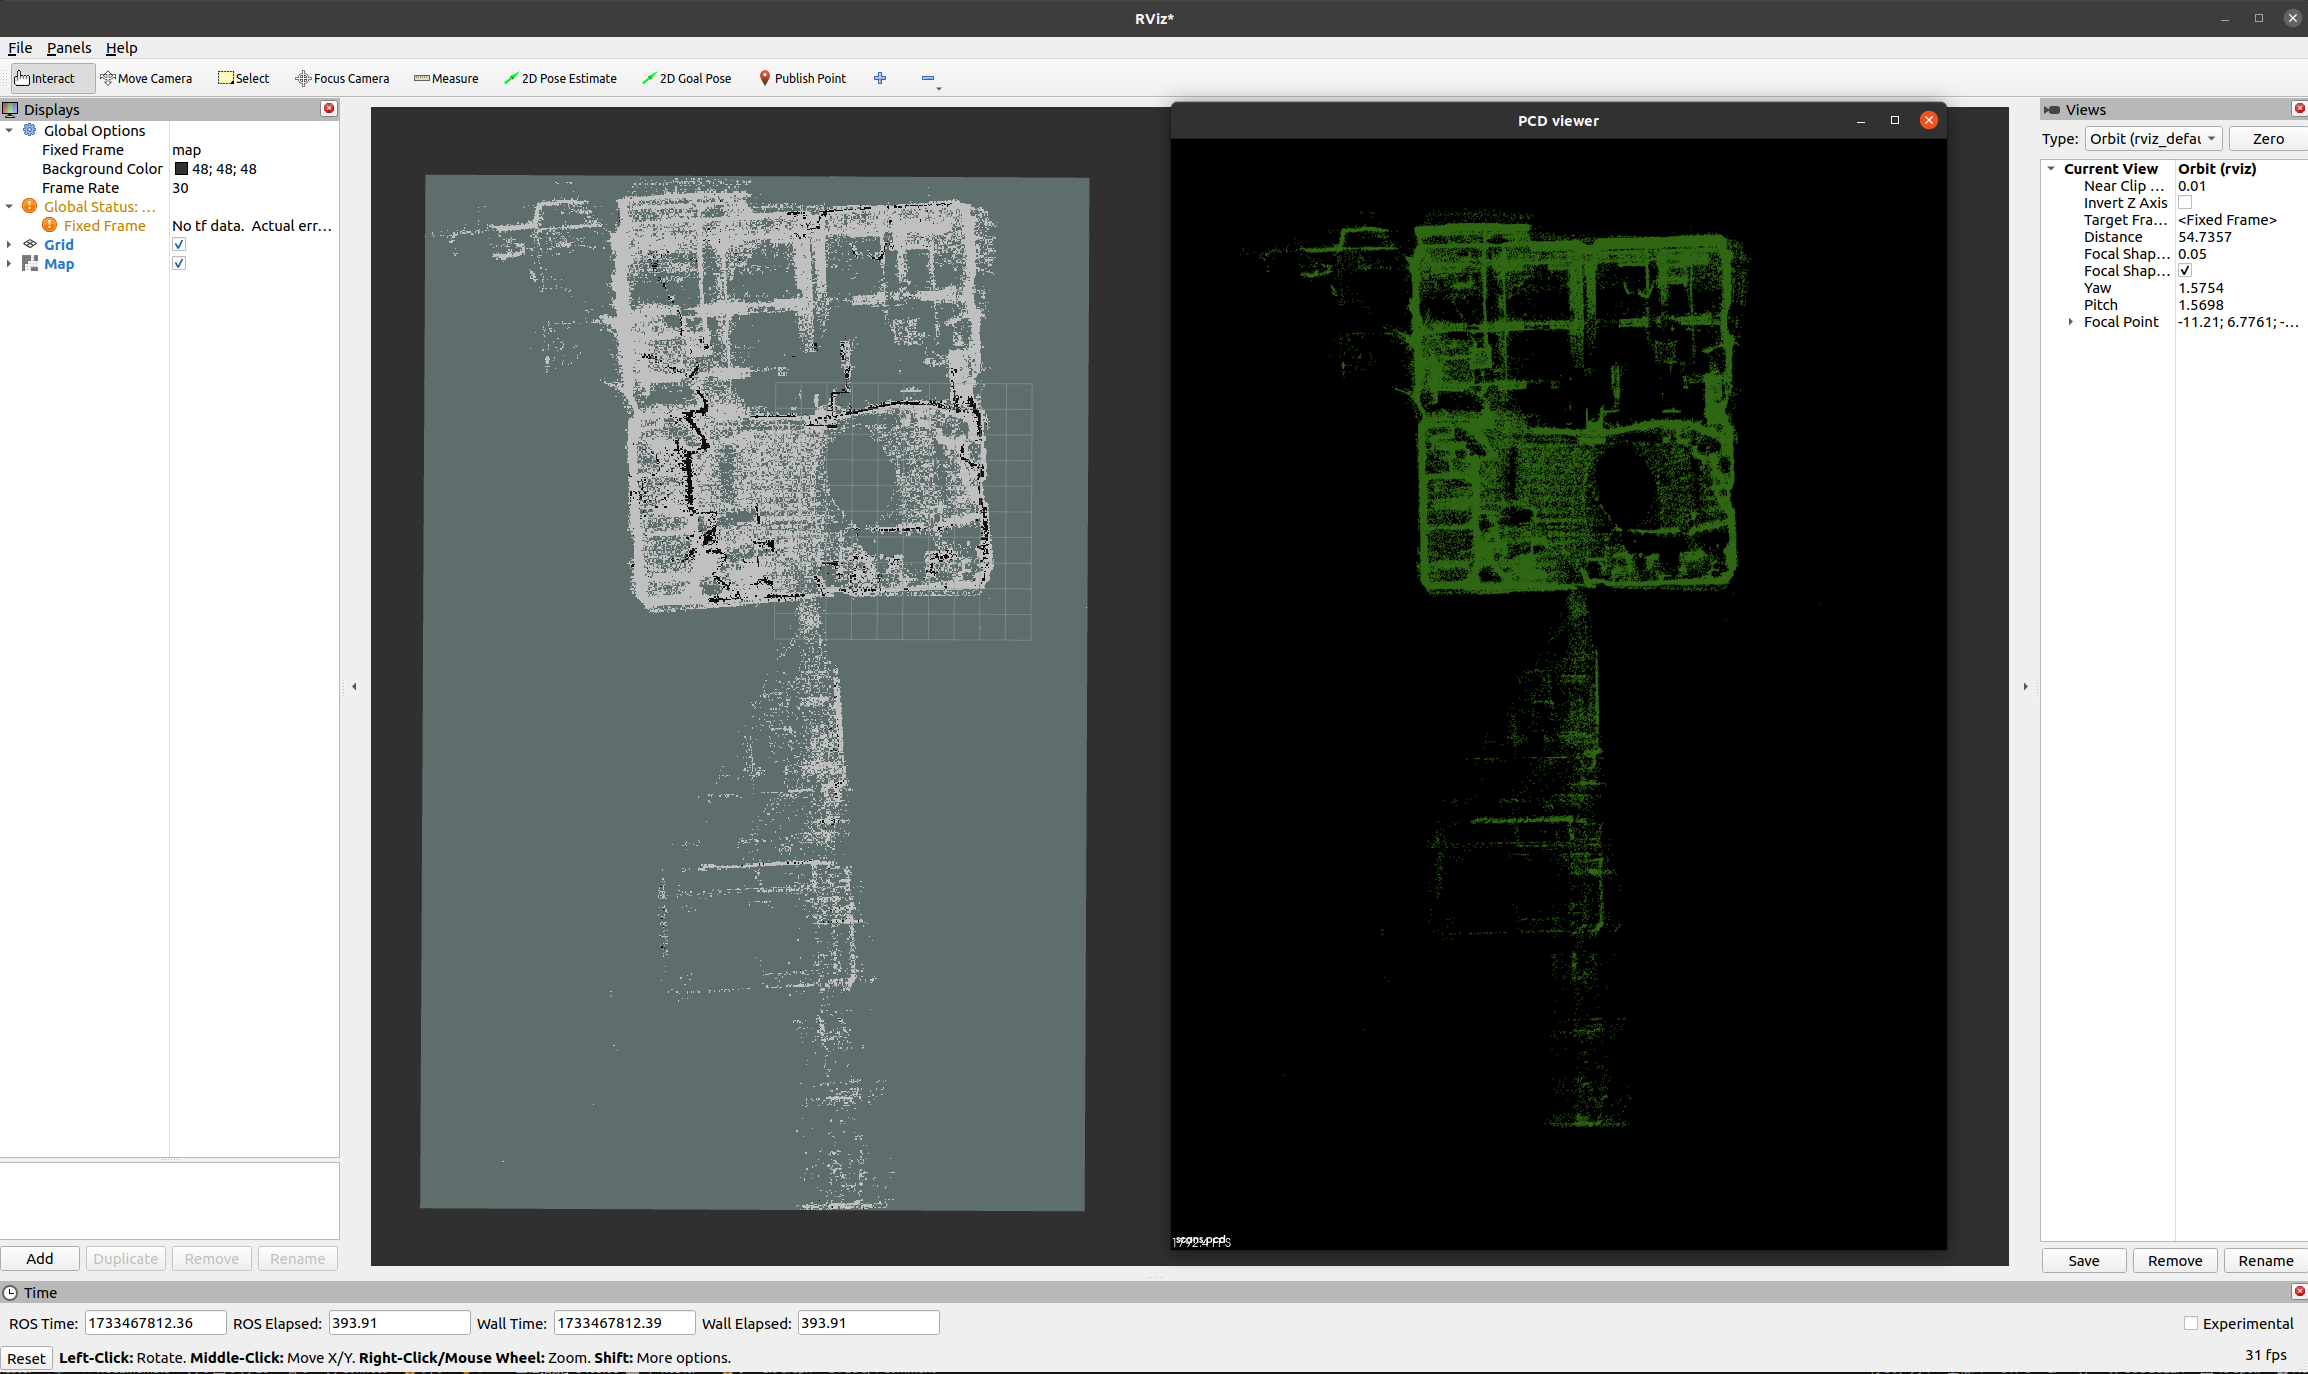 RViz*
File Panels Help
Interact Move Camera Select Focus Camera Measure 2D Pose Estimate 2D Goal Pose Publish Point
Displays
Global Options
Fixed Frame map
Background Color 48; 48; 48
Frame Rate 30
Global Status: ...
Fixed Frame No tf data. Actual err...
Grid
Map
Add Duplicate Remove Rename
PCD viewer
scans.pcd
1792.4 FPS
Views
Type: Orbit (rviz_defau Zero
Current View Orbit (rviz)
Near Clip ... 0.01
Invert Z Axis
Target Fra... <Fixed Frame>
Distance 54.7357
Focal Shap... 0.05
Focal Shap...
Yaw 1.5754
Pitch 1.5698
Focal Point -11.21; 6.7761; -...
Save Remove Rename
Time
ROS Time: 1733467812.36 ROS Elapsed: 393.91 Wall Time: 1733467812.39 Wall Elapsed: 393.91 Experimental
Reset Left-Click: Rotate. Middle-Click: Move X/Y. Right-Click/Mouse Wheel: Zoom. Shift: More options. 31 fps